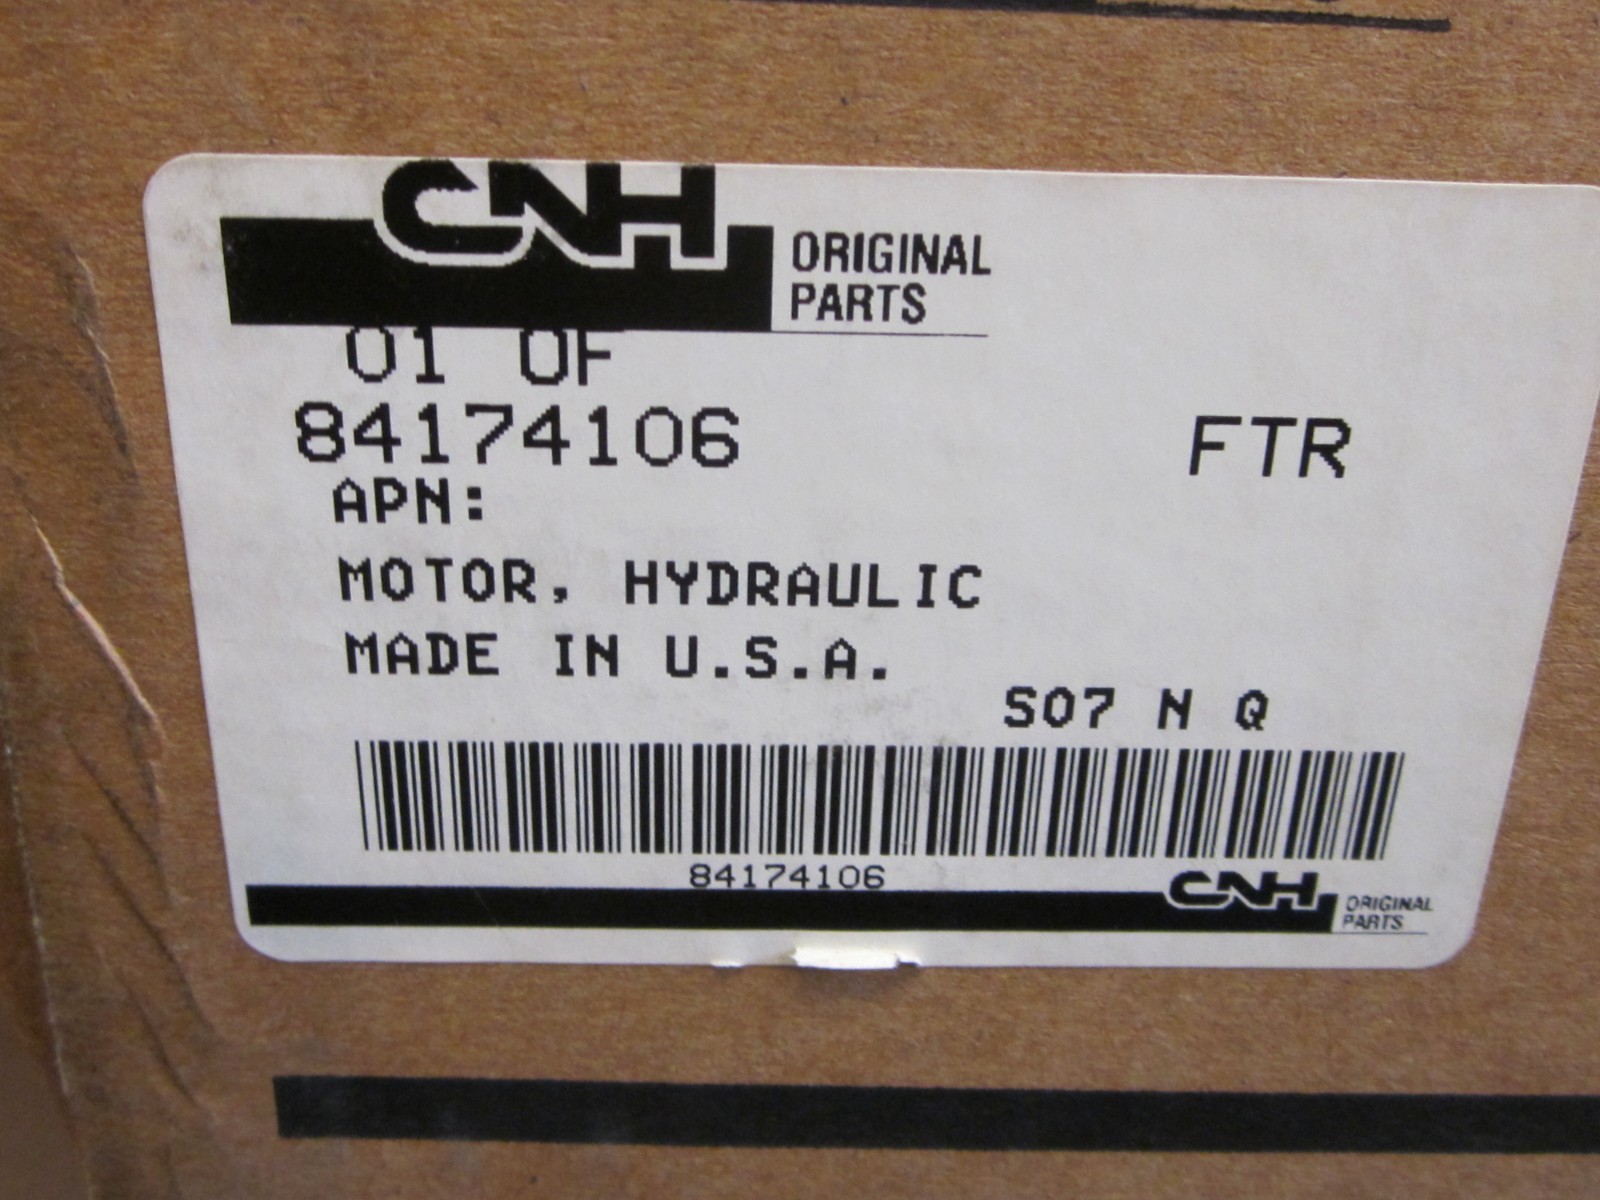 CNH ORIGINAL
PARTS
01 OF
84174106 FTR
APN:
MOTOR, HYDRAULIC
MADE IN U.S.A.
S07 N Q
84174106
CNH ORIGINAL
PARTS